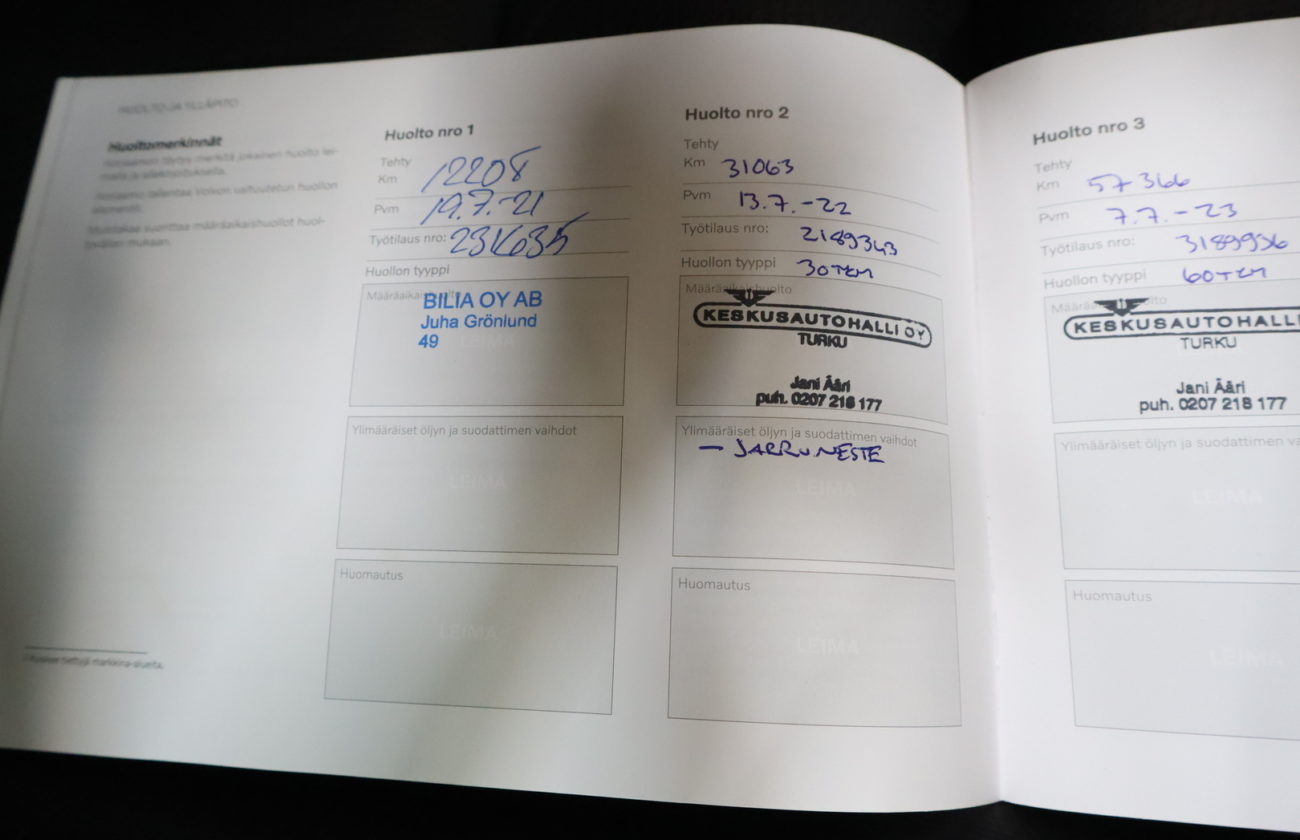 HUOLTO JA YLLÄPITO
Huoltomerkinnät
Huolto nro 1
Tehty
Km 12208
Pvm 19.7.-21
Työtilaus nro:
Huollon tyyppi
Määräaikaishuolto
BILIA OY AB
Juha Grönlund
49
LEIMA
Ylimääräiset öljyn ja suodattimen vaihdot
LEIMA
Huomautus
LEIMA
Huolto nro 2
Tehty
Km 31063
Pvm 13.7.-22
Työtilaus nro: 2189343
Huollon tyyppi 30TKM
Määräaikaishuolto
KESKUSAUTOHALLI OY
TURKU
Jani Ääri
puh. 0207 218 177
Ylimääräiset öljyn ja suodattimen vaihdot
– JARRUNESTE
LEIMA
Huomautus
LEIMA
Huolto nro 3
Tehty
Km 57366
Pvm 7.7.-23
Työtilaus nro: 3189936
Huollon tyyppi 60TKM
KESKUSAUTOHALLI
TURKU
Jani Ääri
puh. 0207 218 177
Ylimääräiset öljyn ja suodattimen
LEIMA
Huomautus
LEIMA